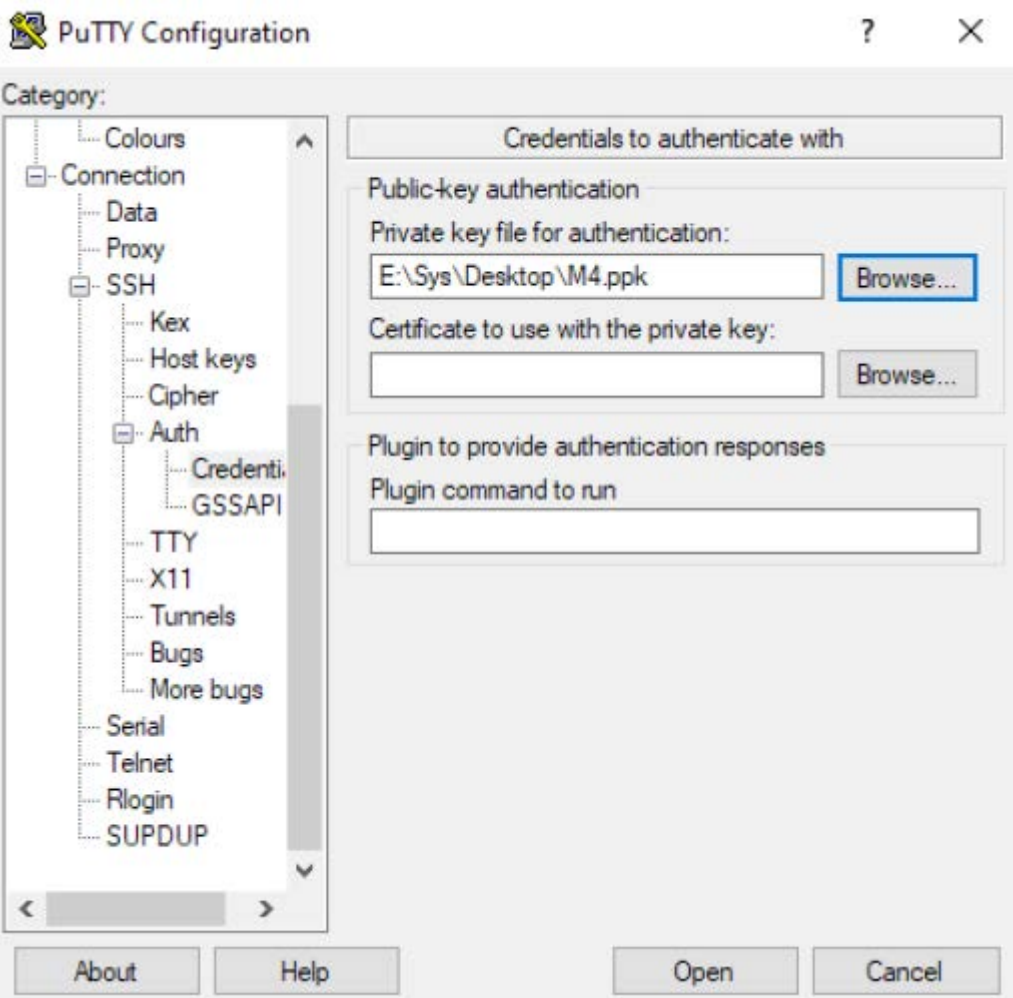 PuTTY Configuration
?
Category:
Colours
Connection
Data
Proxy
SSH
Kex
Host keys
Cipher
Auth
Credentia
GSSAPI
TTY
X11
Tunnels
Bugs
More bugs
Serial
Telnet
Rlogin
SUPDUP
Credentials to authenticate with
Public-key authentication
Private key file for authentication:
E:\Sys\Desktop\M4.ppk
Browse...
Certificate to use with the private key:
Browse...
Plugin to provide authentication responses
Plugin command to run
About
Help
Open
Cancel